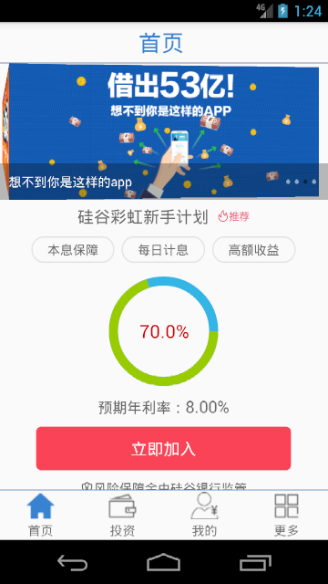 4G 1:24
首页
借出53亿!
想不到你是这样的APP
想不到你是这样的app
硅谷彩虹新手计划 推荐
本息保障 每日计息 高额收益
70.0%
预期年利率：8.00%
立即加入
风险保障金由硅谷银行监管
首页 投资 我的 更多